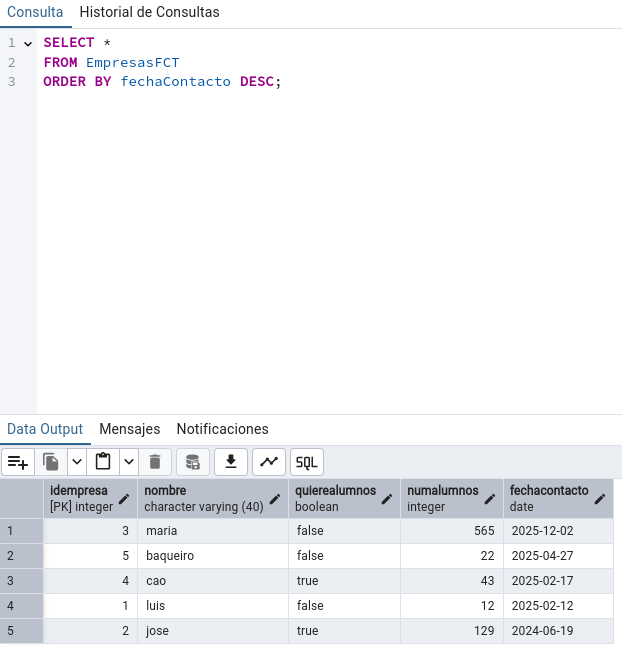 Consulta Historial de Consultas
1 SELECT *
2 FROM EmpresasFCT
3 ORDER BY fechaContacto DESC;
Data Output Mensajes Notificaciones
SQL
idempresa nombre quierealumnos numalumnos fechacontacto
[PK] integer character varying (40) boolean integer date
1 3 maria false 565 2025-12-02
2 5 baqueiro false 22 2025-04-27
3 4 cao true 43 2025-02-17
4 1 luis false 12 2025-02-12
5 2 jose true 129 2024-06-19